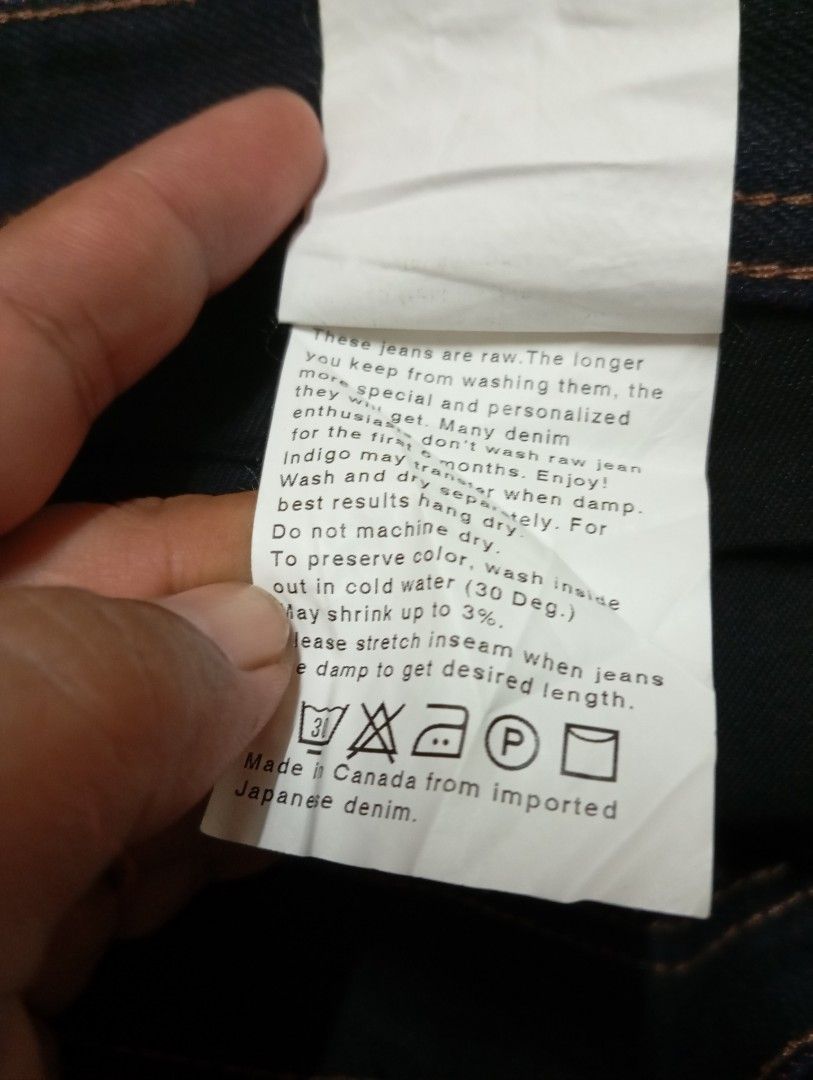 These jeans are raw.The longer
you keep from washing them, the
more special and personalized
they will get. Many denim
enthusiasts don't wash raw jean
for the first 6 months. Enjoy!
Indigo may transfer when damp.
Wash and dry separately. For
best results hang dry.
Do not machine dry.
To preserve color, wash inside
out in cold water (30 Deg.)
May shrink up to 3%.
lease stretch inseam when jeans
e damp to get desired length.
30 P
Made in Canada from imported
Japanese denim.